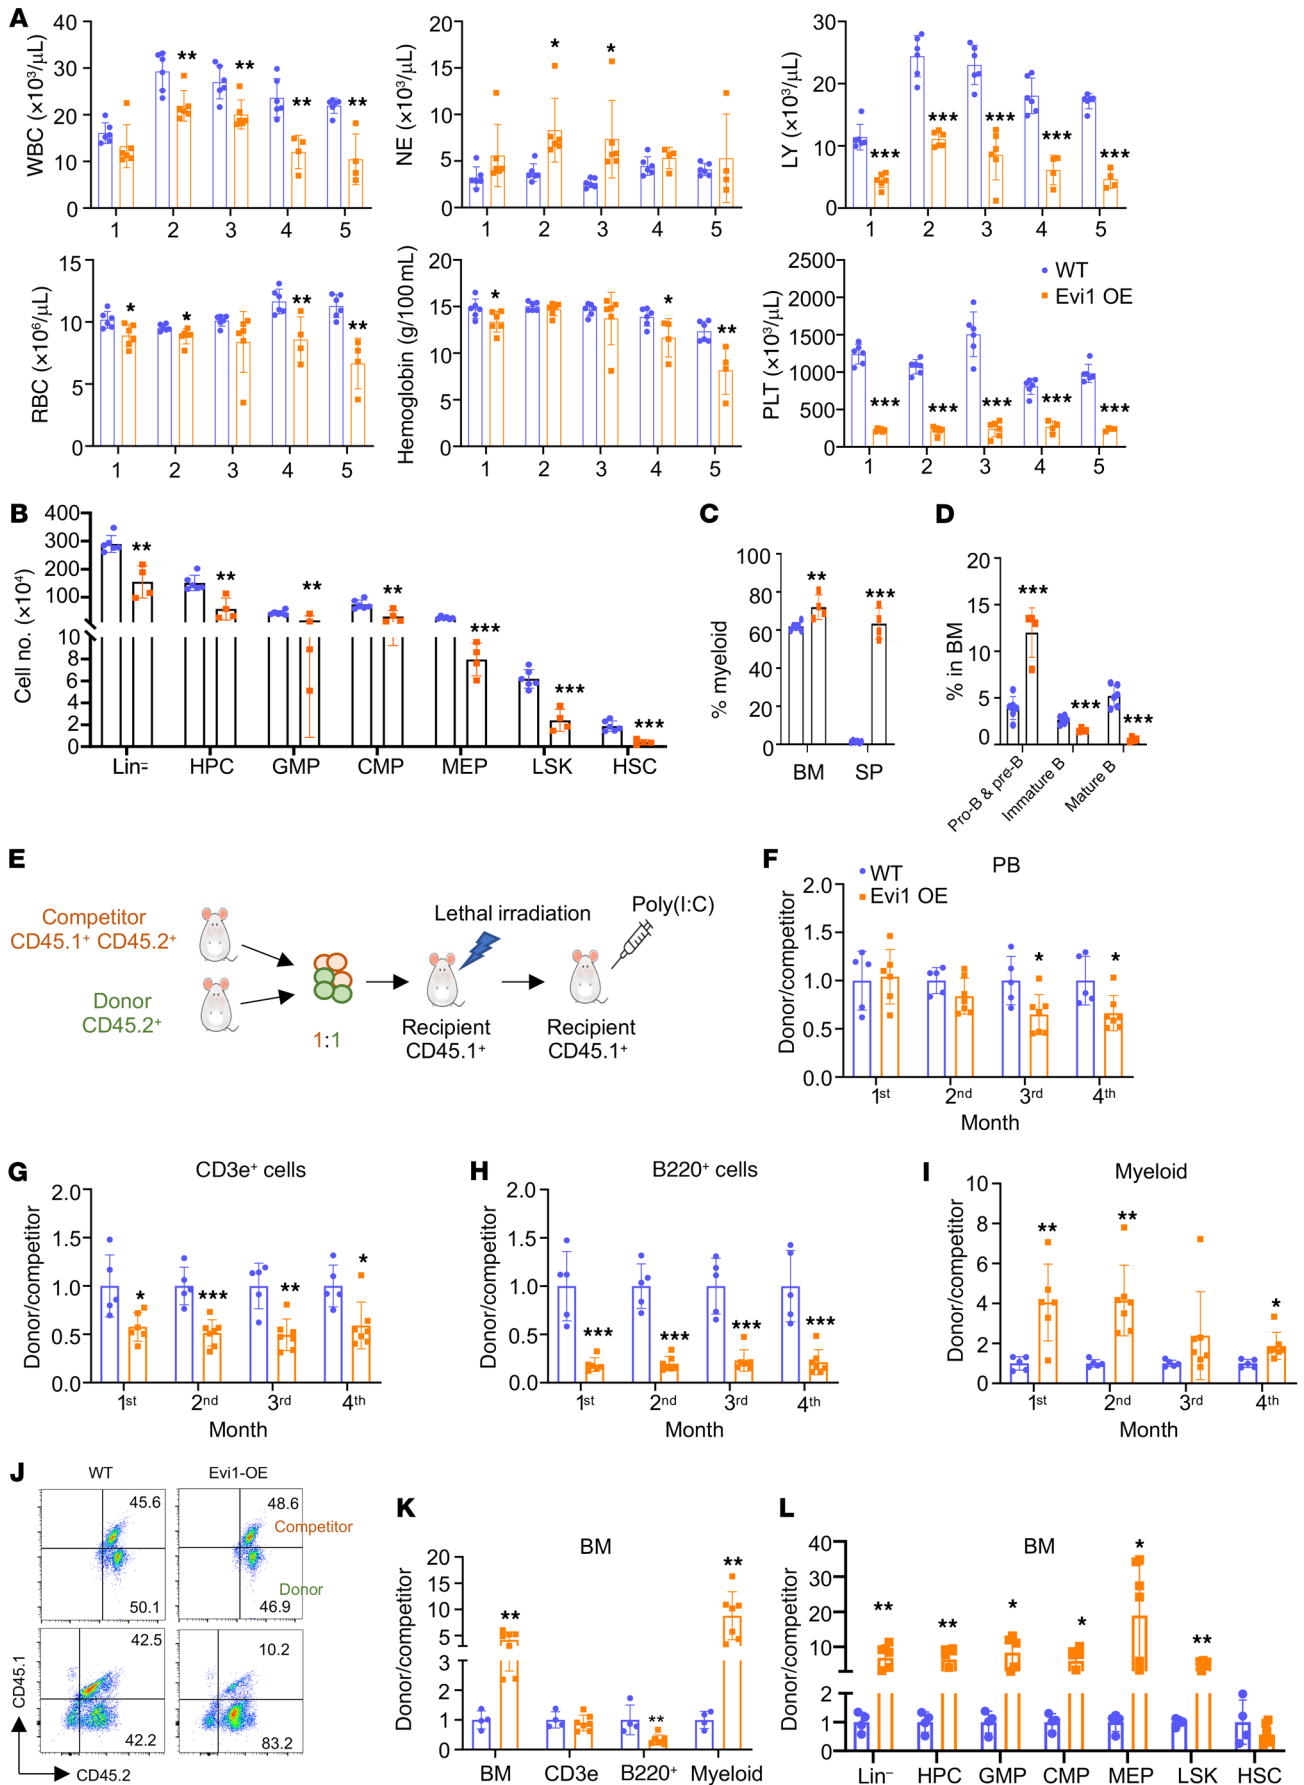 A
WBC (×10³/µL)
40
30
20
10
0
**
**
**
**
1 2 3 4 5
NE (×10³/µL)
20
15
10
5
0
*
*
1 2 3 4 5
LY (×10³/µL)
30
20
10
0
***
***
***
***
***
1 2 3 4 5
RBC (×10⁶/µL)
15
10
5
0
*
*
**
**
1 2 3 4 5
Hemoglobin (g/100 mL)
20
15
10
5
0
*
*
**
1 2 3 4 5
PLT (×10³/µL)
2500
2000
1500
1000
500
0
WT
Evi1 OE
***
***
***
***
***
1 2 3 4 5
B
Cell no. (×10⁴)
400
300
200
100
10
8
6
4
2
0
**
**
**
**
***
***
***
Lin⁻ HPC GMP CMP MEP LSK HSC
C
% myeloid
100
80
60
40
20
0
**
***
BM SP
D
% in BM
20
15
10
5
0
***
***
***
Pro-B & pre-B
Immature B
Mature B
E
Competitor
CD45.1⁺ CD45.2⁺
Donor
CD45.2⁺
1:1
Lethal irradiation
Recipient
CD45.1⁺
Poly(I:C)
Recipient
CD45.1⁺
F
PB
WT
Evi1 OE
Donor/competitor
2.0
1.5
1.0
0.5
0.0
*
*
1st 2nd 3rd 4th
Month
G
CD3e⁺ cells
Donor/competitor
2.0
1.5
1.0
0.5
0.0
*
***
**
*
1st 2nd 3rd 4th
Month
H
B220⁺ cells
Donor/competitor
2.0
1.5
1.0
0.5
0.0
***
***
***
***
1st 2nd 3rd 4th
Month
I
Myeloid
Donor/competitor
10
8
6
4
2
0
**
**
*
1st 2nd 3rd 4th
Month
J
WT
Evi1-OE
45.6
50.1
48.6
Competitor
Donor
46.9
42.5
42.2
10.2
83.2
CD45.1
CD45.2
K
BM
Donor/competitor
20
15
10
5
3
2
1
0
**
**
**
BM CD3e B220⁺ Myeloid
L
BM
Donor/competitor
40
30
20
10
2
1
0
**
**
*
*
*
**
Lin⁻ HPC GMP CMP MEP LSK HSC